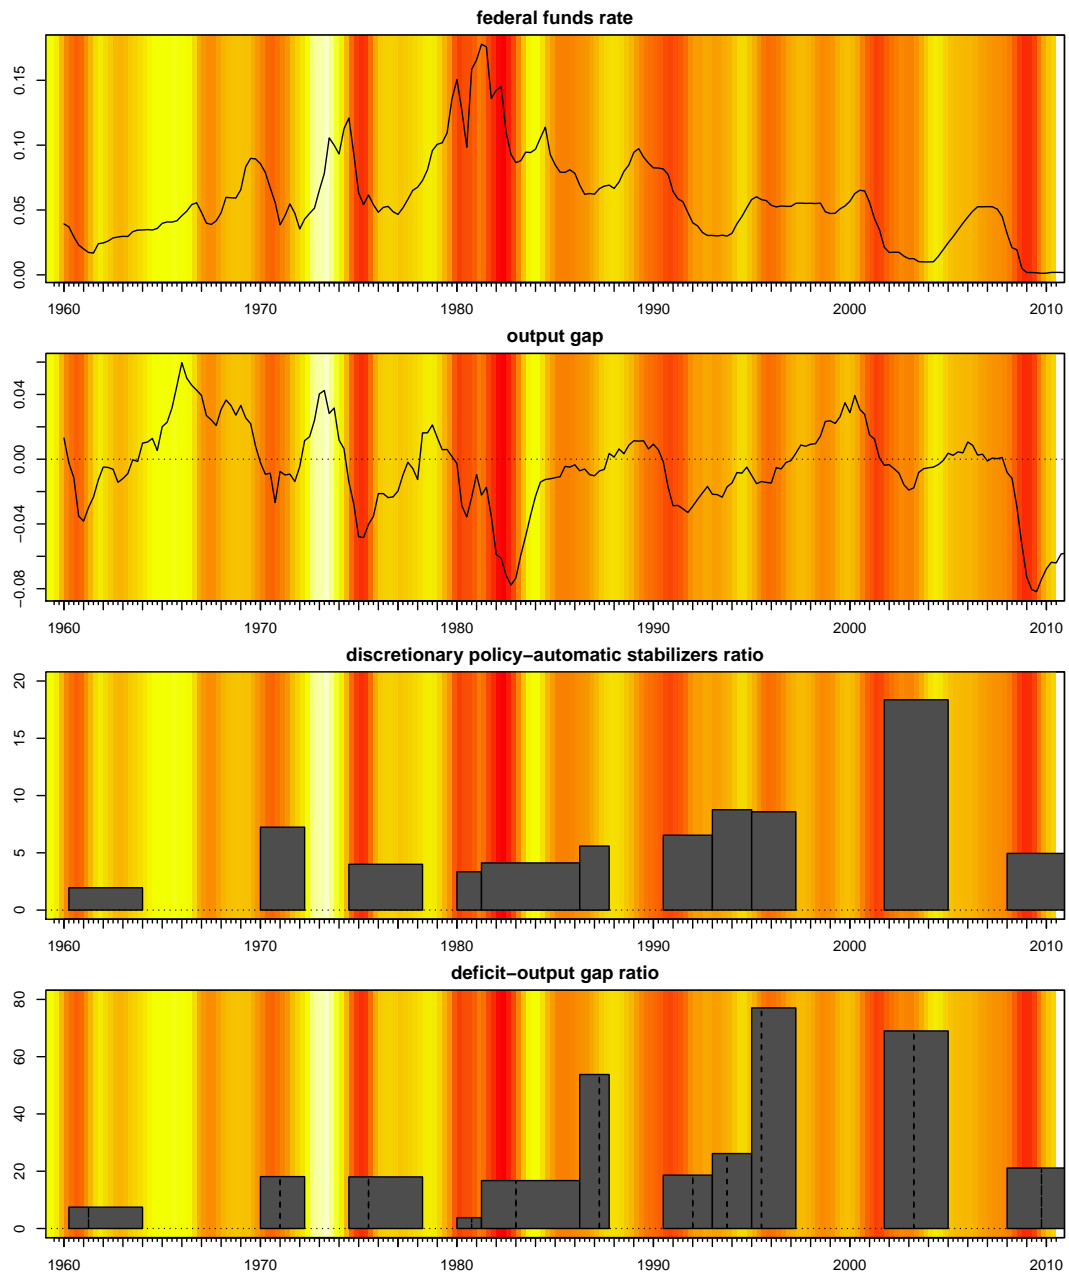 federal funds rate
0.15
0.10
0.05
0.00
1960 1970 1980 1990 2000 2010
output gap
0.04
0.00
−0.04
−0.08
1960 1970 1980 1990 2000 2010
discretionary policy−automatic stabilizers ratio
20
15
10
5
0
1960 1970 1980 1990 2000 2010
deficit−output gap ratio
80
60
40
20
0
1960 1970 1980 1990 2000 2010